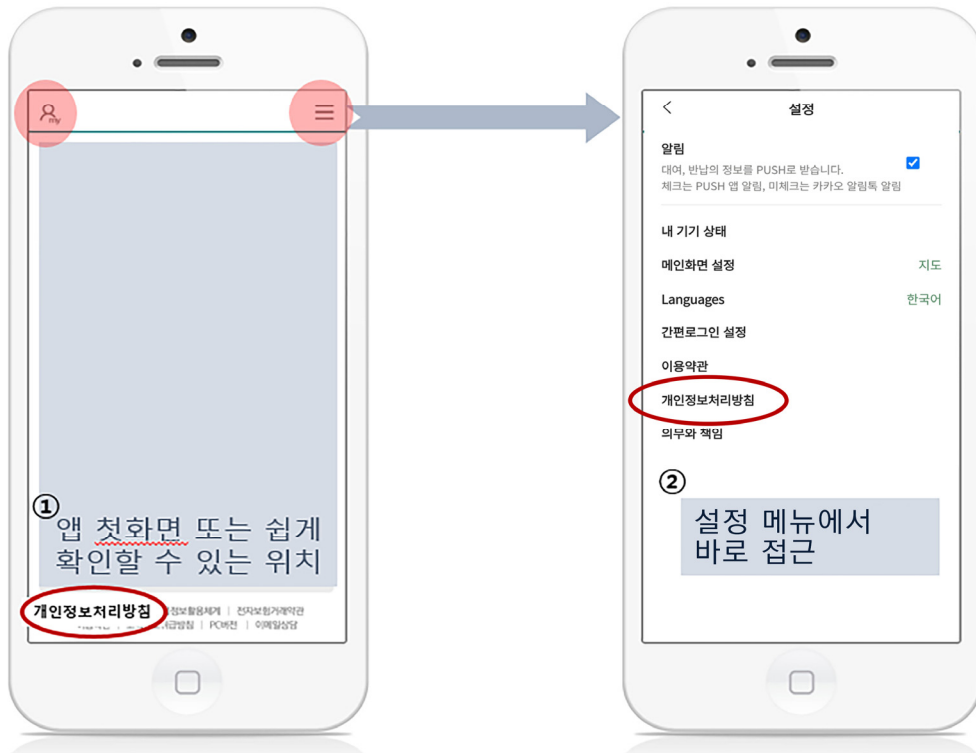 my
①
앱 첫화면 또는 쉽게
확인할 수 있는 위치
개인정보처리방침 정보활용체계 | 전자보험거래약관
급방침 | PC버전 | 이메일상담
설정
알림
대여, 반납의 정보를 PUSH로 받습니다.
체크는 PUSH 앱 알림, 미체크는 카카오 알림톡 알림
내 기기 상태
메인화면 설정 지도
Languages 한국어
간편로그인 설정
이용약관
개인정보처리방침
의무와 책임
②
설정 메뉴에서
바로 접근